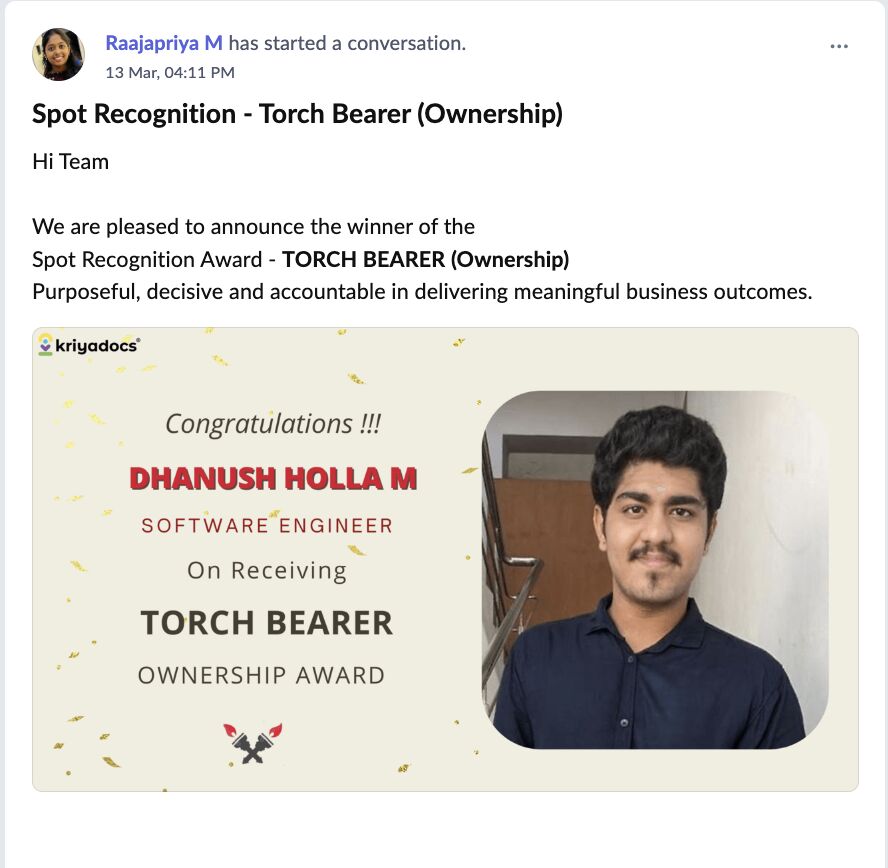 Raajapriya M has started a conversation.
13 Mar, 04:11 PM
Spot Recognition - Torch Bearer (Ownership)
Hi Team
We are pleased to announce the winner of the
Spot Recognition Award - TORCH BEARER (Ownership)
Purposeful, decisive and accountable in delivering meaningful business outcomes.
kriyadocs®
Congratulations !!!
DHANUSH HOLLA M
SOFTWARE ENGINEER
On Receiving
TORCH BEARER
OWNERSHIP AWARD